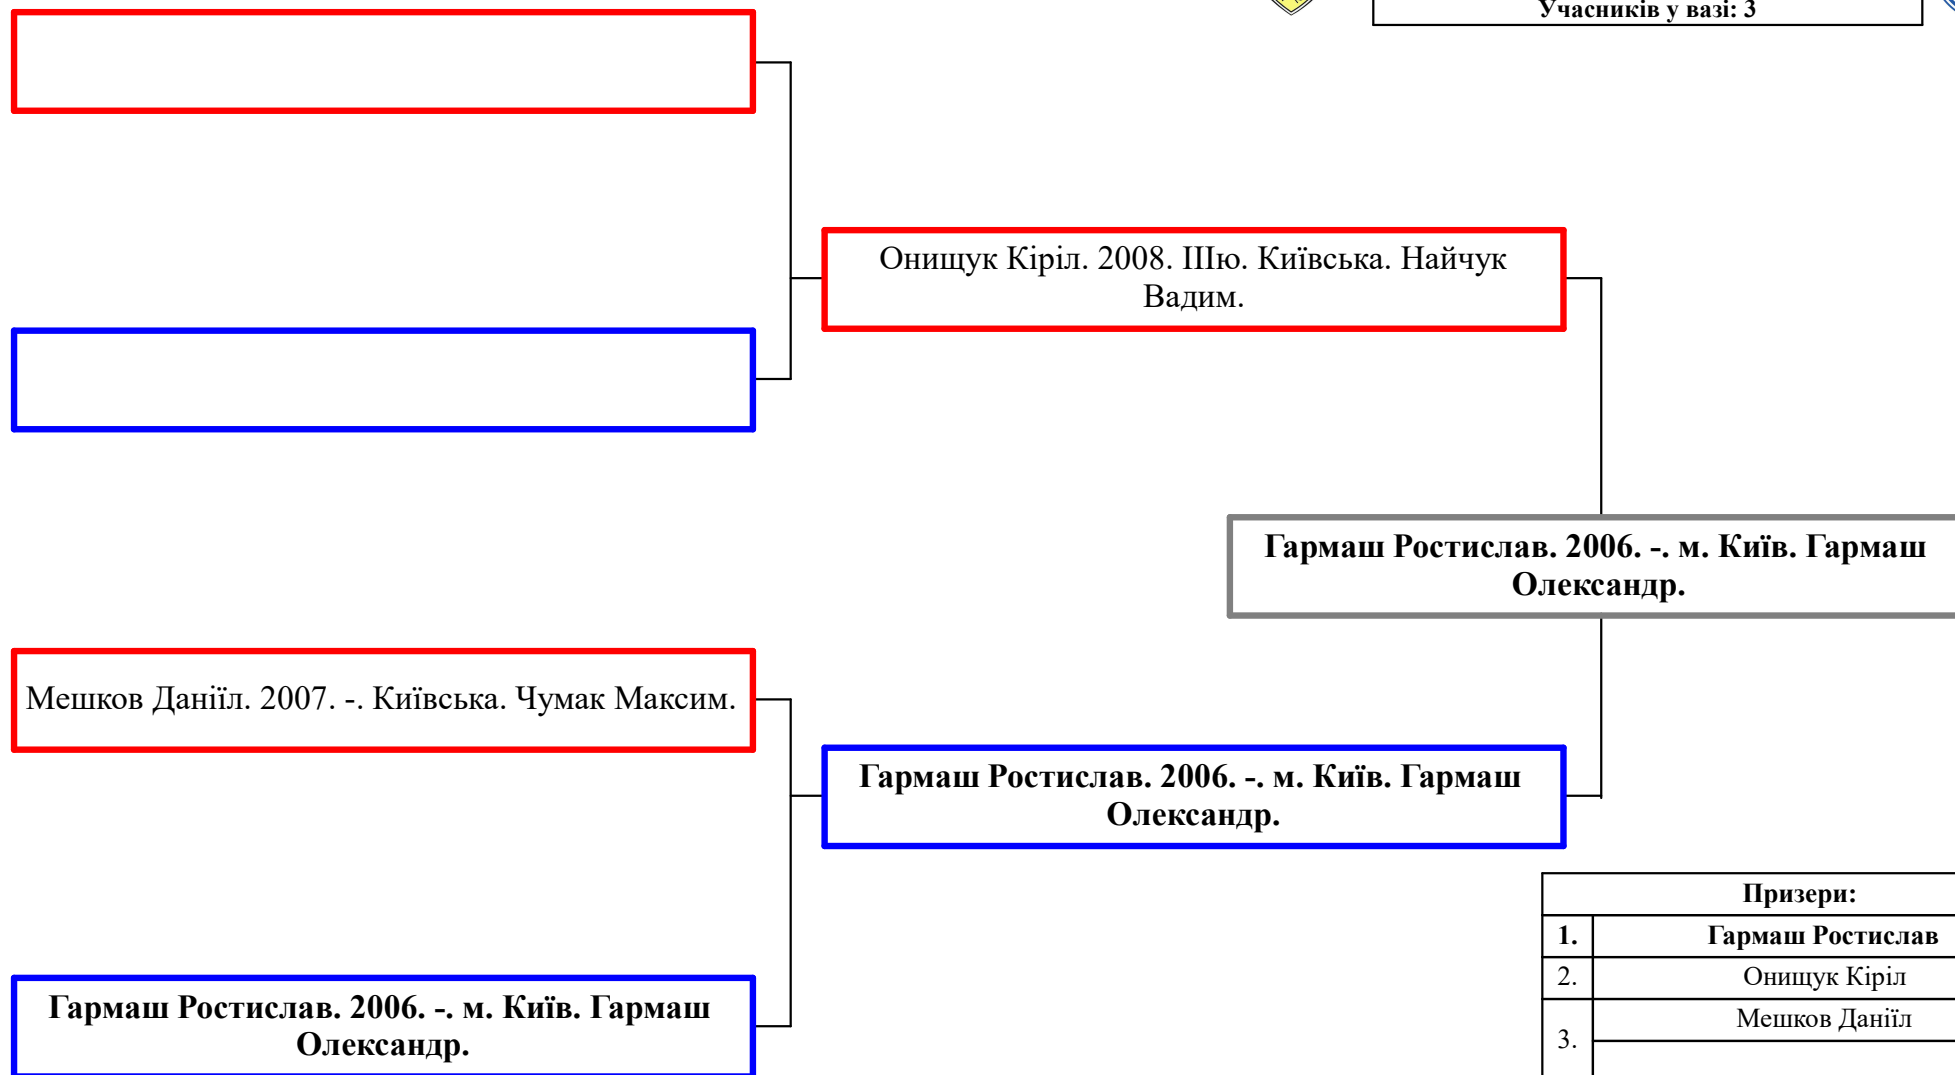 Учасників у вазі: 3
Онищук Кіріл. 2008. ІІІю. Київська. Найчук
Вадим.
Гармаш Ростислав. 2006. -. м. Київ. Гармаш
Олександр.
Мешков Даніїл. 2007. -. Київська. Чумак Максим.
Гармаш Ростислав. 2006. -. м. Київ. Гармаш
Олександр.
Гармаш Ростислав. 2006. -. м. Київ. Гармаш
Олександр.
Призери:
1. Гармаш Ростислав
2. Онищук Кіріл
3. Мешков Даніїл